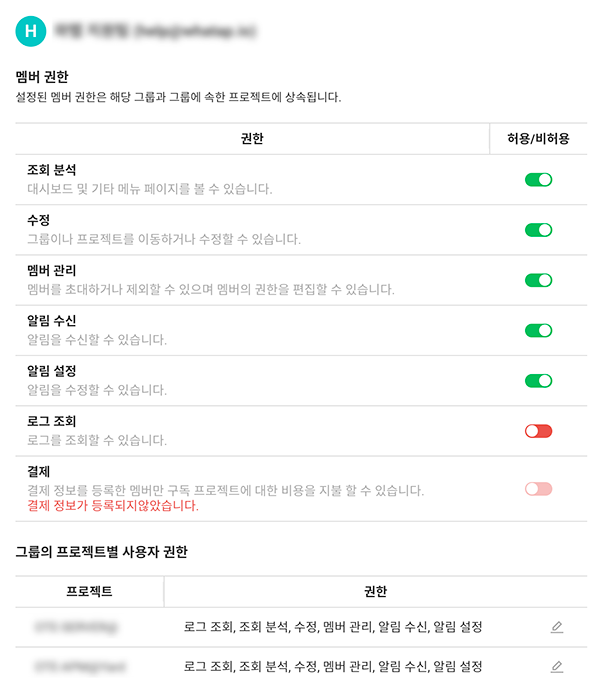 H
멤버 권한
설정된 멤버 권한은 해당 그룹과 그룹에 속한 프로젝트에 상속됩니다.
권한 허용/비허용
조회 분석
대시보드 및 기타 메뉴 페이지를 볼 수 있습니다.
수정
그룹이나 프로젝트를 이동하거나 수정할 수 있습니다.
멤버 관리
멤버를 초대하거나 제외할 수 있으며 멤버의 권한을 편집할 수 있습니다.
알림 수신
알림을 수신할 수 있습니다.
알림 설정
알림을 수정할 수 있습니다.
로그 조회
로그를 조회할 수 있습니다.
결제
결제 정보를 등록한 멤버만 구독 프로젝트에 대한 비용을 지불 할 수 있습니다.
결제 정보가 등록되지않았습니다.
그룹의 프로젝트별 사용자 권한
프로젝트 권한
로그 조회, 조회 분석, 수정, 멤버 관리, 알림 수신, 알림 설정
로그 조회, 조회 분석, 수정, 멤버 관리, 알림 수신, 알림 설정